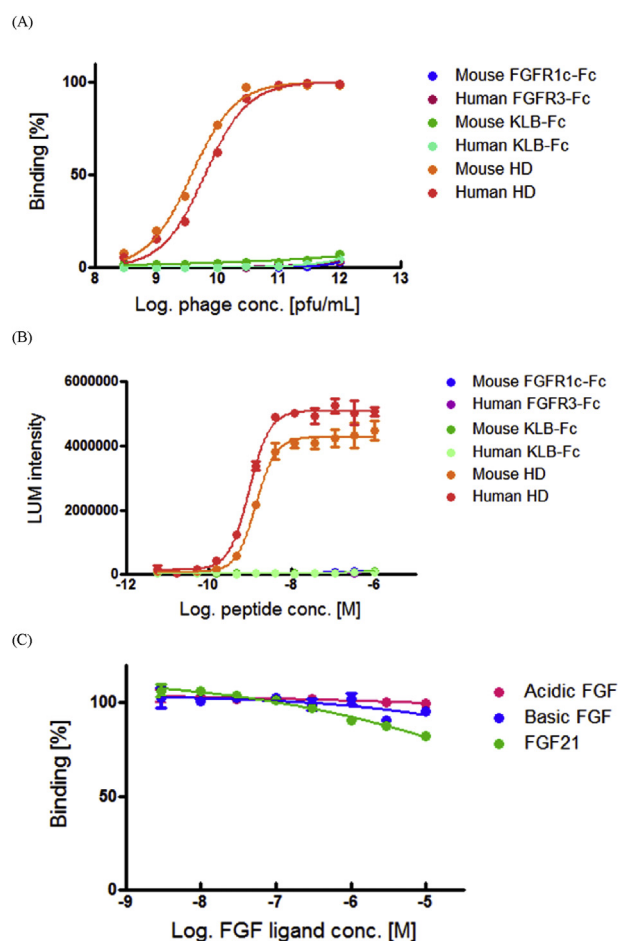 (A)
Binding [%]
100
50
0
8 9 10 11 12 13
Log. phage conc. [pfu/mL]
Mouse FGFR1c-Fc
Human FGFR3-Fc
Mouse KLB-Fc
Human KLB-Fc
Mouse HD
Human HD
(B)
LUM intensity
6000000
4000000
2000000
0
-12 -10 -8 -6
Log. peptide conc. [M]
Mouse FGFR1c-Fc
Human FGFR3-Fc
Mouse KLB-Fc
Human KLB-Fc
Mouse HD
Human HD
(C)
Binding [%]
100
50
0
-9 -8 -7 -6 -5
Log. FGF ligand conc. [M]
Acidic FGF
Basic FGF
FGF21